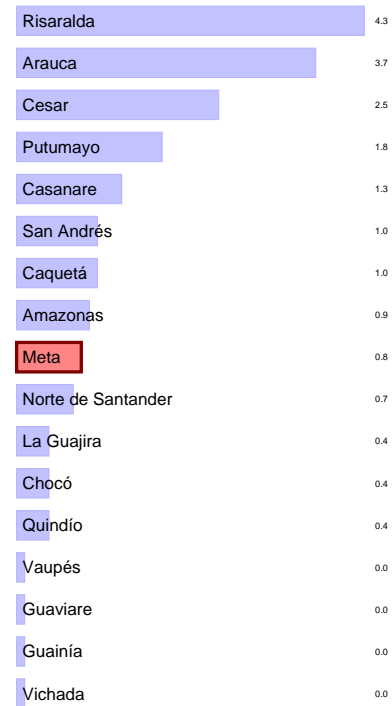 Risaralda 4.3
Arauca 3.7
Cesar 2.5
Putumayo 1.8
Casanare 1.3
San Andrés 1.0
Caquetá 1.0
Amazonas 0.9
Meta 0.8
Norte de Santander 0.7
La Guajira 0.4
Chocó 0.4
Quindío 0.4
Vaupés 0.0
Guaviare 0.0
Guainía 0.0
Vichada 0.0